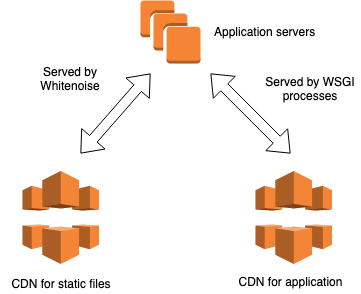 Application servers
Served by
Whitenoise
Served by WSGI
processes
CDN for static files
CDN for application